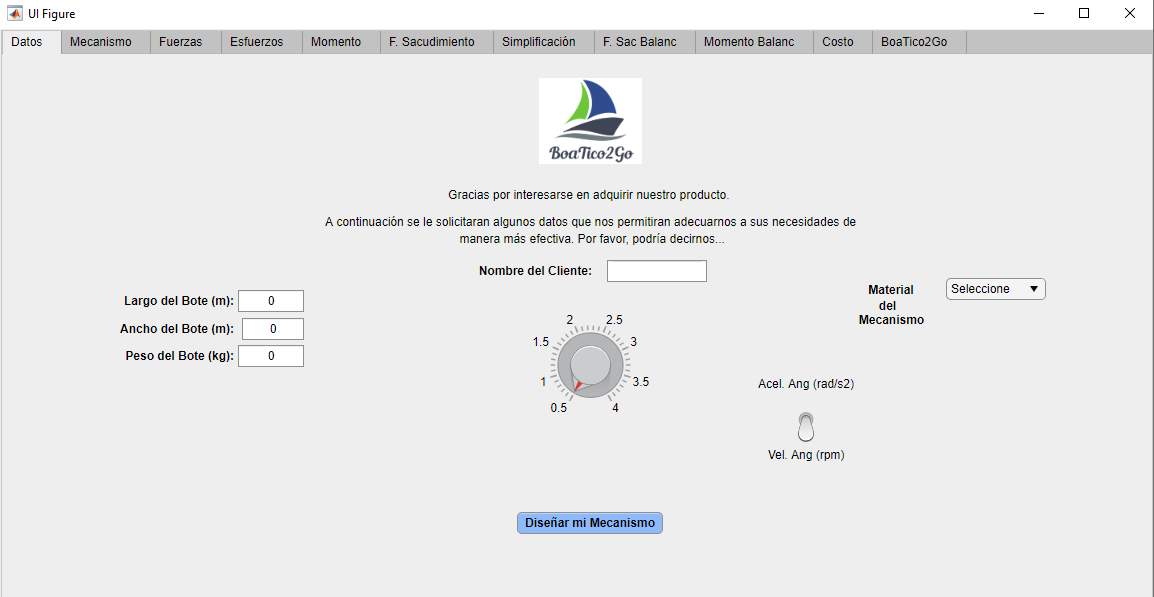 UI Figure
Datos Mecanismo Fuerzas Esfuerzos Momento F. Sacudimiento Simplificación F. Sac Balanc Momento Balanc Costo BoaTico2Go
BoaTico2Go
Gracias por interesarse en adquirir nuestro producto.
A continuación se le solicitaran algunos datos que nos permitiran adecuarnos a sus necesidades de
manera más efectiva. Por favor, podría decirnos...
Nombre del Cliente:
Largo del Bote (m): 0
Ancho del Bote (m): 0
Peso del Bote (kg): 0
0.5
1
1.5
2
2.5
3
3.5
4
Material
del
Mecanismo
Seleccione
Acel. Ang (rad/s2)
Vel. Ang (rpm)
Diseñar mi Mecanismo